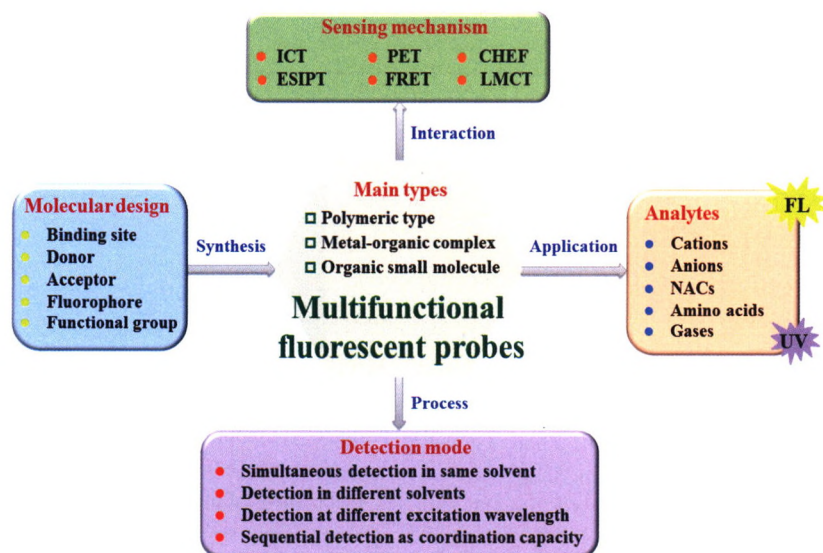 Sensing mechanism
ICT PET CHEF
ESIPT FRET LMCT
Interaction
Molecular design
Binding site
Donor
Acceptor
Fluorophore
Functional group
Synthesis
Main types
Polymeric type
Metal-organic complex
Organic small molecule
Multifunctional
fluorescent probes
Application
Analytes
FL
Cations
Anions
NACs
Amino acids
Gases
UV
Process
Detection mode
Simultaneous detection in same solvent
Detection in different solvents
Detection at different excitation wavelength
Sequential detection as coordination capacity